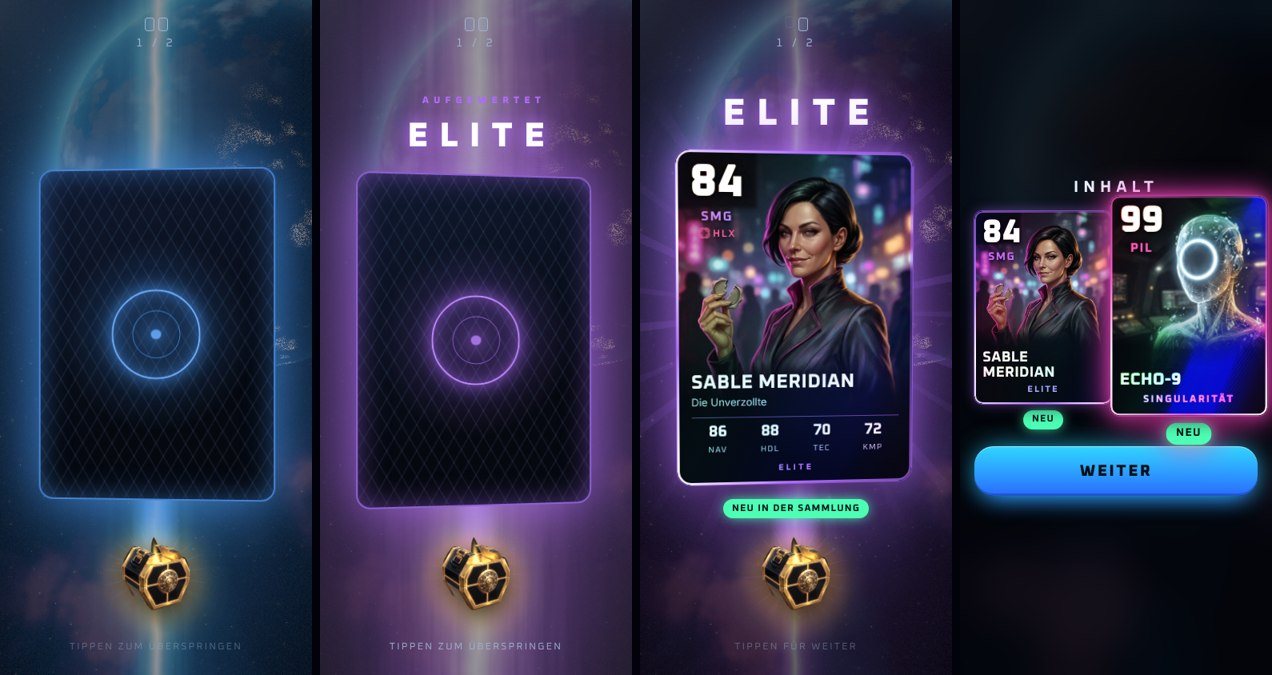 1 / 2
TIPPEN ZUM ÜBERSPRINGEN
1 / 2
AUFGEWERTET
ELITE
TIPPEN ZUM ÜBERSPRINGEN
1 / 2
ELITE
84
SMG
HLX
SABLE MERIDIAN
Die Unverzollte
86 88 70 72
NAV HDL TEC KMP
ELITE
NEU IN DER SAMMLUNG
TIPPEN FÜR WEITER
INHALT
84
SMG
SABLE
MERIDIAN
ELITE
NEU
99
PIL
ECHO-9
SINGULARITÄT
NEU
WEITER